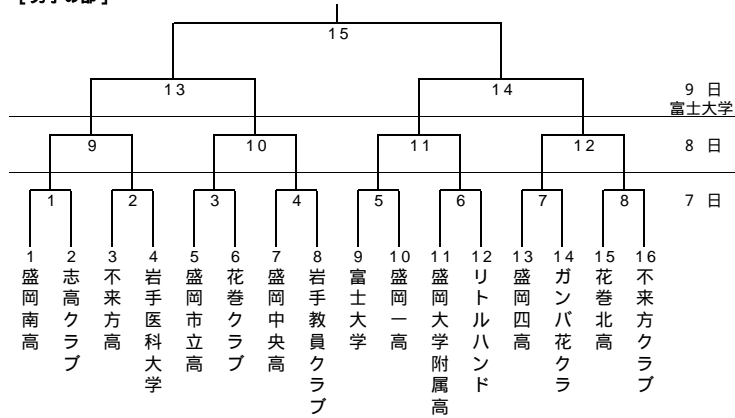 15
13 14 9 日
富士大学
9 10 11 12 8 日
1 2 3 4 5 6 7 8 7 日
1 盛岡南高
2 志高クラブ
3 不来方高
4 岩手医科大学
5 盛岡市立高
6 花巻クラブ
7 盛岡中央高
8 岩手教員クラブ
9 富士大学
10 盛岡一高
11 盛岡大学附属高
12 リトルハンド
13 盛岡四高
14 ガンバ花クラ
15 花巻北高
16 不来方クラブ